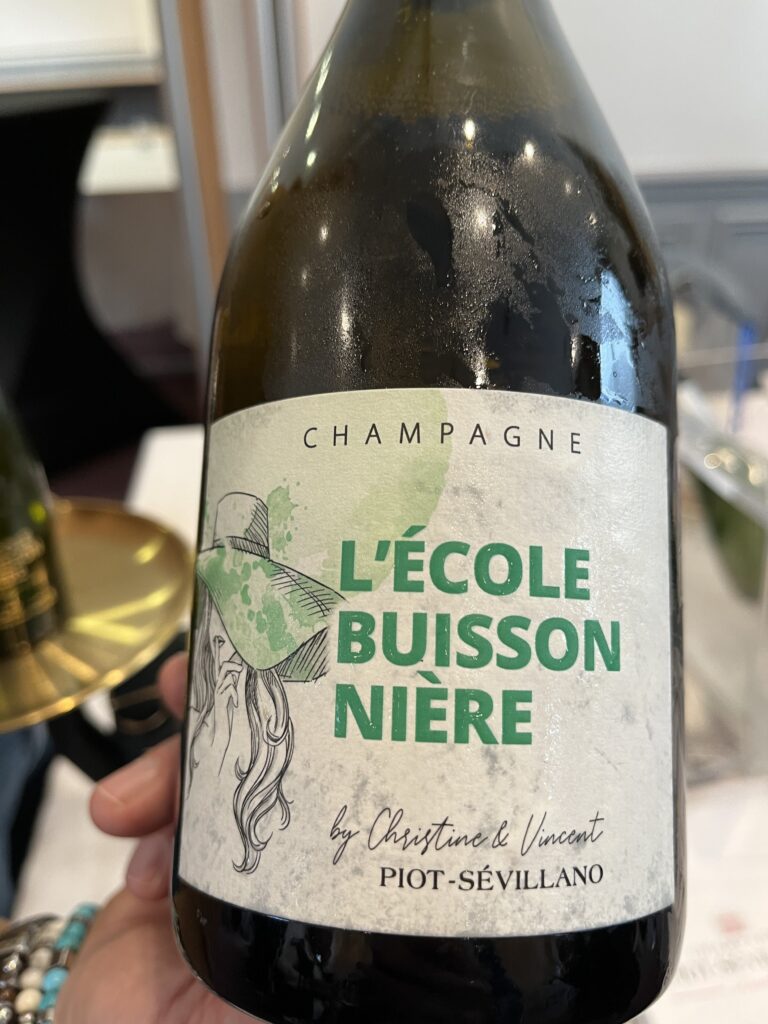 CHAMPAGNE
L'ÉCOLE
BUISSON
NIÈRE
by Christine & Vincent
PIOT-SÉVILLANO